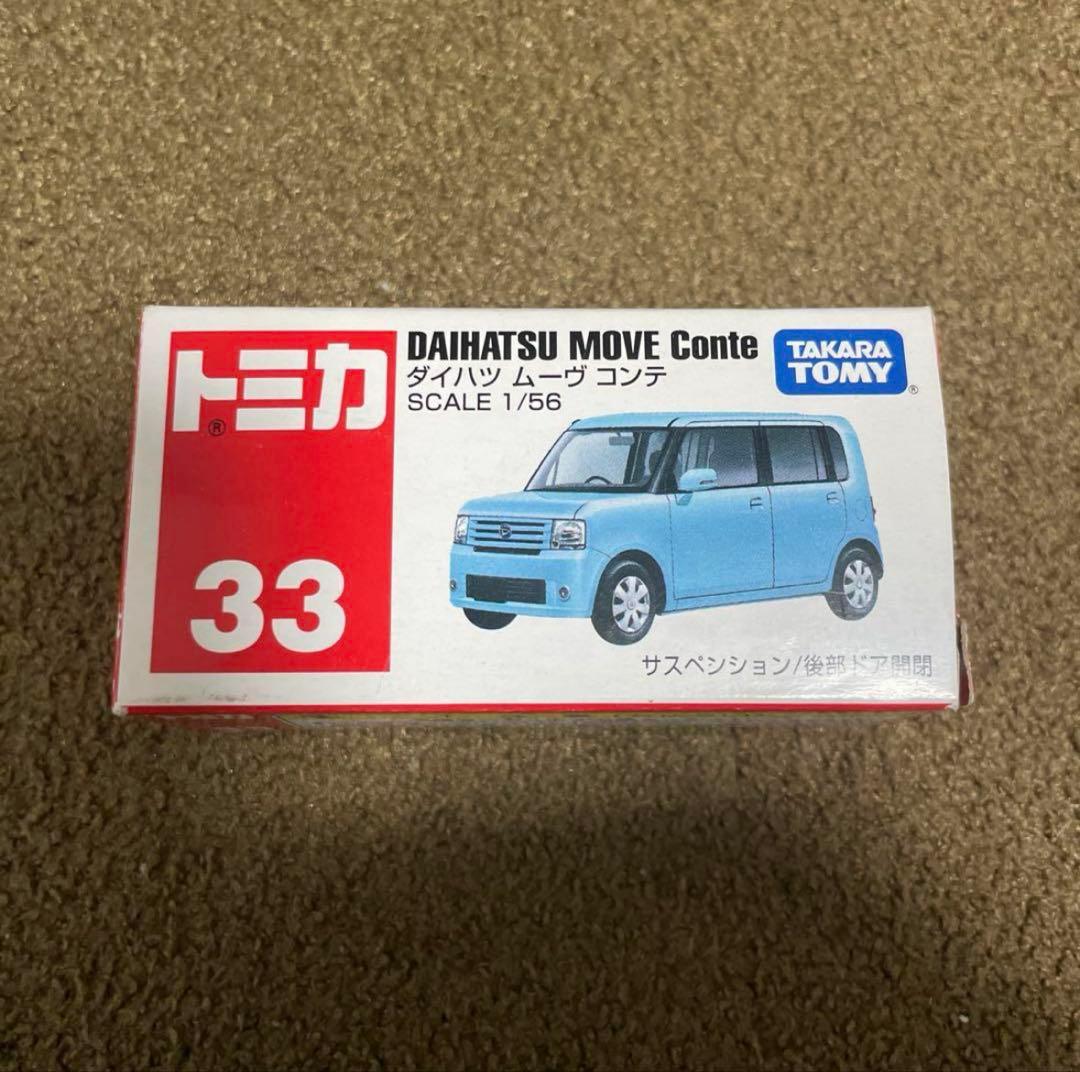 トミカ®
33
DAIHATSU MOVE Conte
ダイハツ ムーヴ コンテ
SCALE 1/56
TAKARA
TOMY®
サスペンション/後部ドア開閉